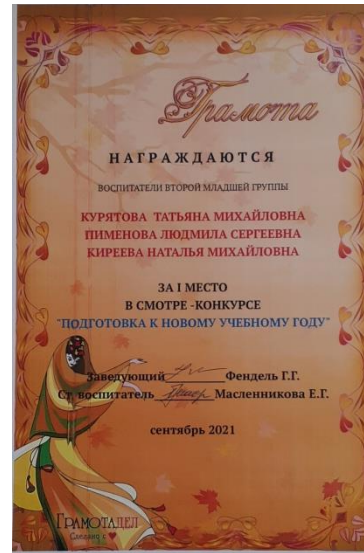 Грамота
НАГРАЖДАЮТСЯ
ВОСПИТАТЕЛИ ВТОРОЙ МЛАДШЕЙ ГРУППЫ
КУРЯТОВА ТАТЬЯНА МИХАЙЛОВНА
ПИМЕНОВА ЛЮДМИЛА СЕРГЕЕВНА
КИРЕЕВА НАТАЛЬЯ МИХАЙЛОВНА
ЗА I МЕСТО
В СМОТРЕ -КОНКУРСЕ
"ПОДГОТОВКА К НОВОМУ УЧЕБНОМУ ГОДУ"
Заведующий Фендель Г.Г.
Ст. воспитатель Масленникова Е.Г.
сентябрь 2021
ГРАМОТАДЕЛ
Сделано с ❤